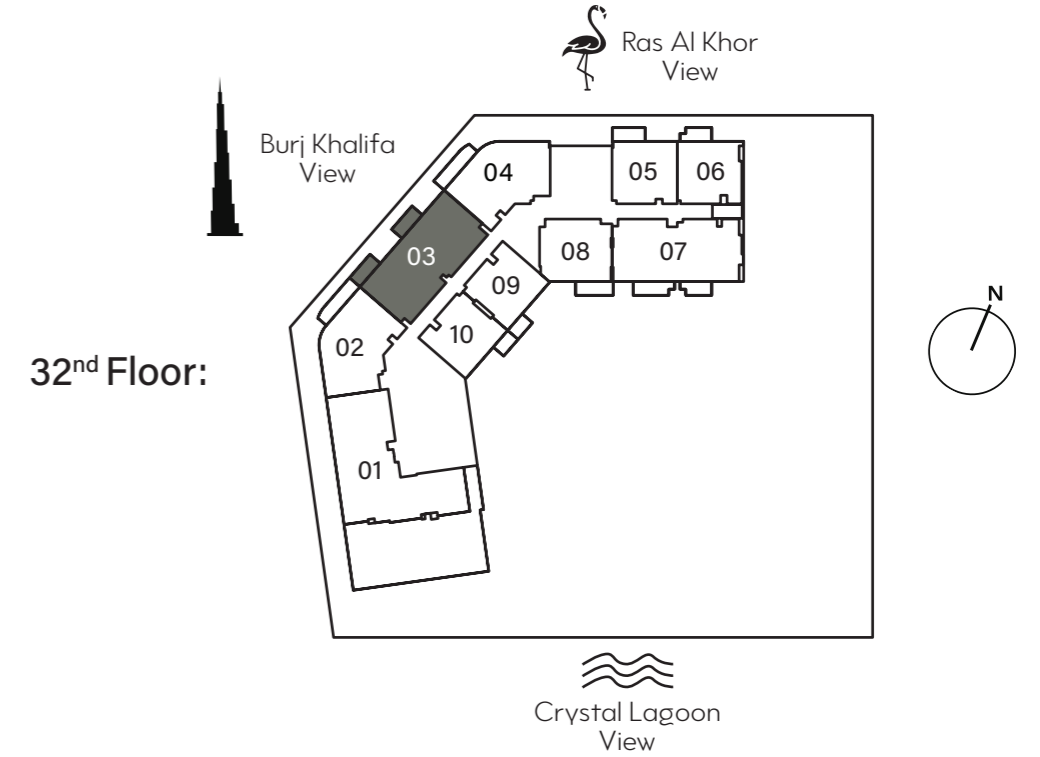 Ras Al Khor
View
Burj Khalifa
View
04
05
06
03
08
07
09
10
02
N
32nd Floor:
01
Crystal Lagoon
View